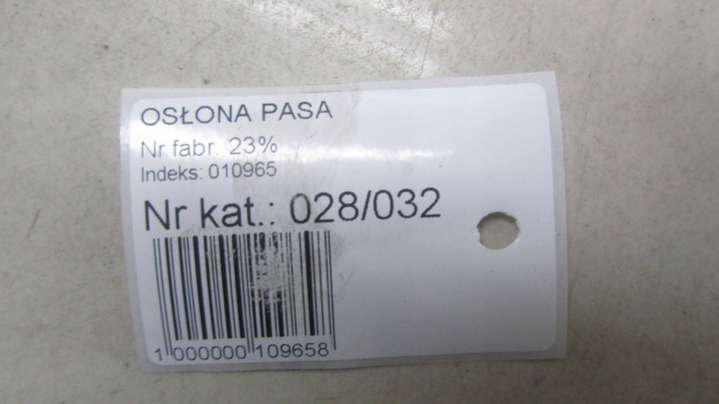 OSŁONA PASA
Nr fabr. 23%
Indeks: 010965
Nr kat.: 028/032
1 000000 109658